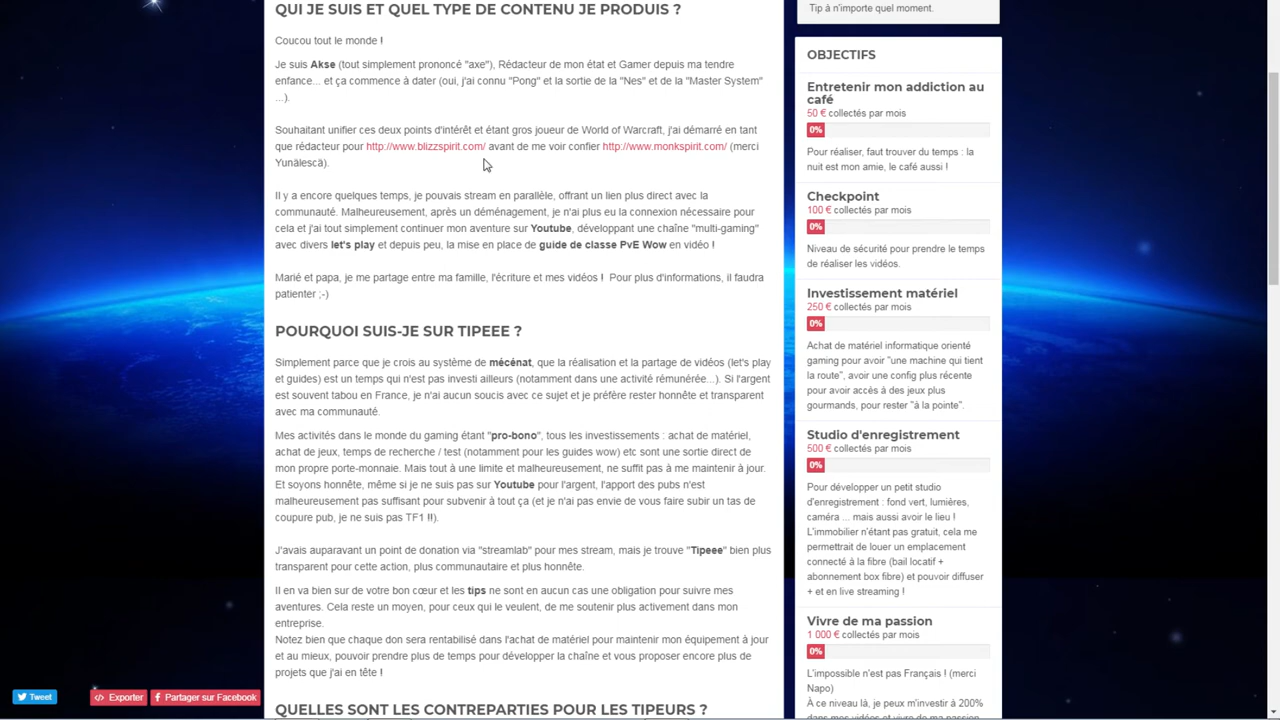 QUI JE SUIS ET QUEL TYPE DE CONTENU JE PRODUIS ?
Coucou tout le monde !
Je suis Akse (tout simplement prononcé "axe"), Rédacteur de mon état et Gamer depuis ma tendre
enfance... et ça commence à dater (oui, j'ai connu "Pong" et la sortie de la "Nes" et de la "Master System"
...).
Souhaitant unifier ces deux points d'intérêt et étant gros joueur de World of Warcraft, j'ai démarré en tant
que rédacteur pour http://www.blizzspirit.com/ avant de me voir confier http://www.monkspirit.com/ (merci
Yunälescä).
Il y a encore quelques temps, je pouvais stream en parallèle, offrant un lien plus direct avec la
communauté. Malheureusement, après un déménagement, je n'ai plus eu la connexion nécessaire pour
cela et j'ai tout simplement continuer mon aventure sur Youtube, développant une chaîne "multi-gaming"
avec divers let's play et depuis peu, la mise en place de guide de classe PvE Wow en vidéo !
Marié et papa, je me partage entre ma famille, l'écriture et mes vidéos ! Pour plus d'informations, il faudra
patienter ;-)
POURQUOI SUIS-JE SUR TIPEEE ?
Simplement parce que je crois au système de mécénat, que la réalisation et la partage de vidéos (let's play
et guides) est un temps qui n'est pas investi ailleurs (notamment dans une activité rémunérée...). Si l'argent
est souvent tabou en France, je n'ai aucun soucis avec ce sujet et je préfère rester honnête et transparent
avec ma communauté.
Mes activités dans le monde du gaming étant "pro-bono", tous les investissements : achat de matériel,
achat de jeux, temps de recherche / test (notamment pour les guides wow) etc sont une sortie direct de
mon propre porte-monnaie. Mais tout à une limite et malheureusement, ne suffit pas à me maintenir à jour.
Et soyons honnête, même si je ne suis pas sur Youtube pour l'argent, l'apport des pubs n'est
malheureusement pas suffisant pour subvenir à tout ça (et je n'ai pas envie de vous faire subir un tas de
coupure pub, je ne suis pas TF1 !!).
J'avais auparavant un point de donation via "streamlab" pour mes stream, mais je trouve "Tipeee" bien plus
transparent pour cette action, plus communautaire et plus honnête.
Il en va bien sur de votre bon cœur et les tips ne sont en aucun cas une obligation pour suivre mes
aventures. Cela reste un moyen, pour ceux qui le veulent, de me soutenir plus activement dans mon
entreprise.
Notez bien que chaque don sera rentabilisé dans l'achat de matériel pour maintenir mon équipement à jour
et au mieux, pouvoir prendre plus de temps pour développer la chaîne et vous proposer encore plus de
projets que j'ai en tête !
QUELLES SONT LES CONTREPARTIES POUR LES TIPEURS ?
Tip à n'importe quel moment.
OBJECTIFS
Entretenir mon addiction au
café
50 € collectés par mois
0%
Pour réaliser, faut trouver du temps : la
nuit est mon amie, le café aussi !
Checkpoint
100 € collectés par mois
0%
Niveau de sécurité pour prendre le temps
de réaliser les vidéos.
Investissement matériel
250 € collectés par mois
0%
Achat de matériel informatique orienté
gaming pour avoir "une machine qui tient
la route", avoir une config plus récente
pour avoir accès à des jeux plus
gourmands, pour rester "à la pointe".
Studio d'enregistrement
500 € collectés par mois
0%
Pour développer un petit studio
d'enregistrement : fond vert, lumières,
caméra ... mais aussi avoir le lieu !
L'immobilier n'étant pas gratuit, cela me
permettrait de louer un emplacement
connecté à la fibre (bail locatif +
abonnement box fibre) et pouvoir diffuser
+ et en live streaming !
Vivre de ma passion
1 000 € collectés par mois
0%
L'impossible n'est pas Français ! (merci
Napo)
À ce niveau là, je peux m'investir à 200%
dans mes vidéos et vivre de ma passion
Tweet
</> Exporter
Partager sur Facebook